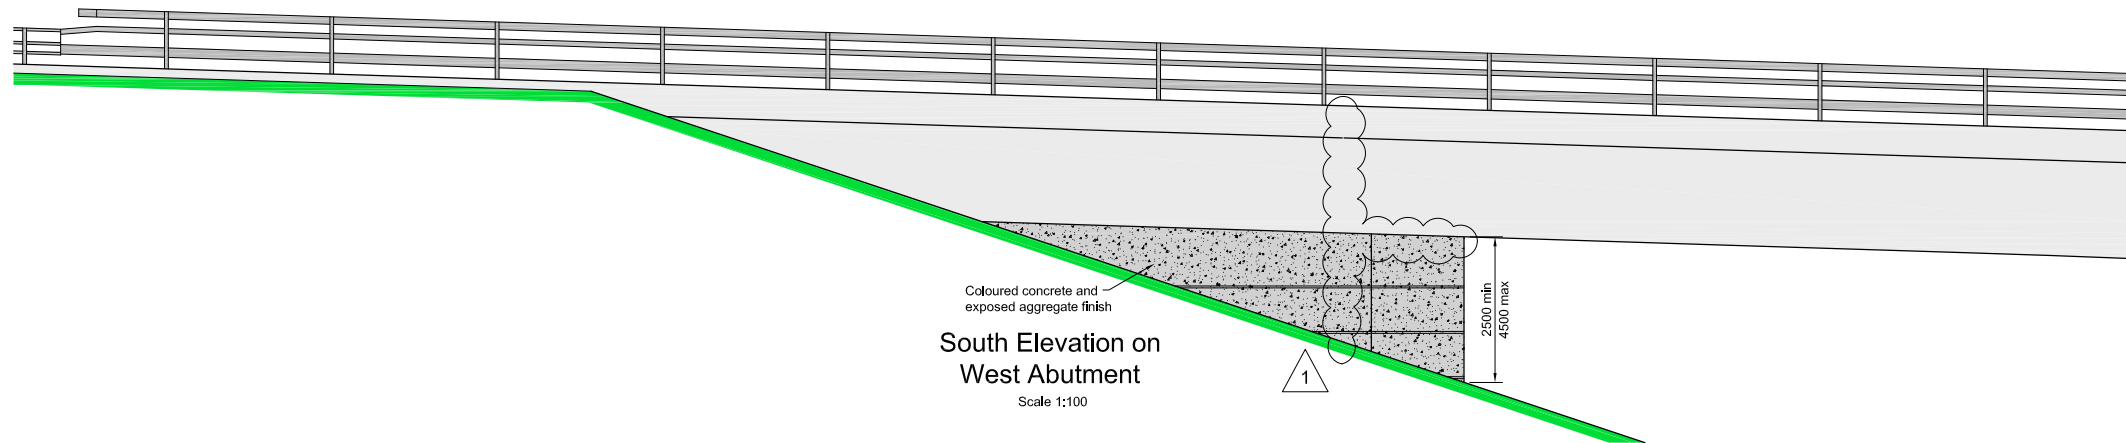 Coloured concrete and
exposed aggregate finish
South Elevation on
West Abutment
Scale 1:100
1
2500 min
4500 max